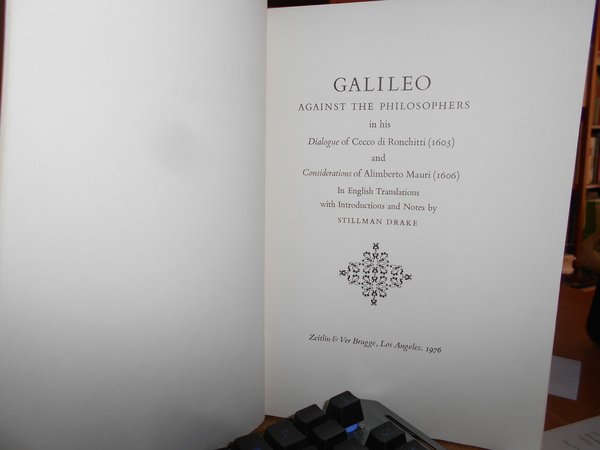 GALILEO
AGAINST THE PHILOSOPHERS
in his
Dialogue of Cecco di Ronchitti (1605)
and
Considerations of Alimberto Mauri (1606)
In English Translations
with Introductions and Notes by
STILLMAN DRAKE
Zeitlin & Ver Brugge, Los Angeles, 1976